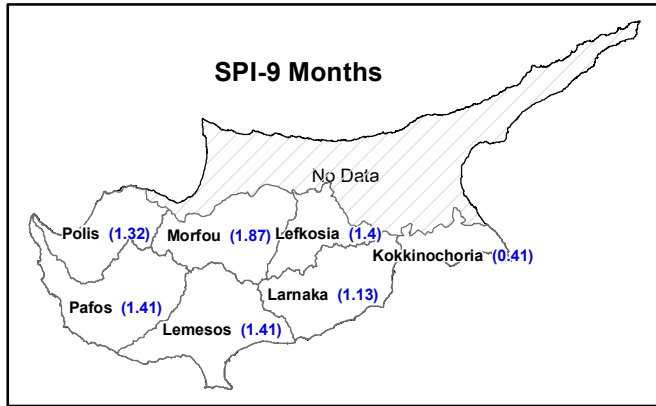 SPI-9 Months
No Data
Polis (1.32)
Morfou (1.87)
Lefkosia (1.4)
Kokkinochoria (0.41)
Pafos (1.41)
Larnaka (1.13)
Lemesos (1.41)